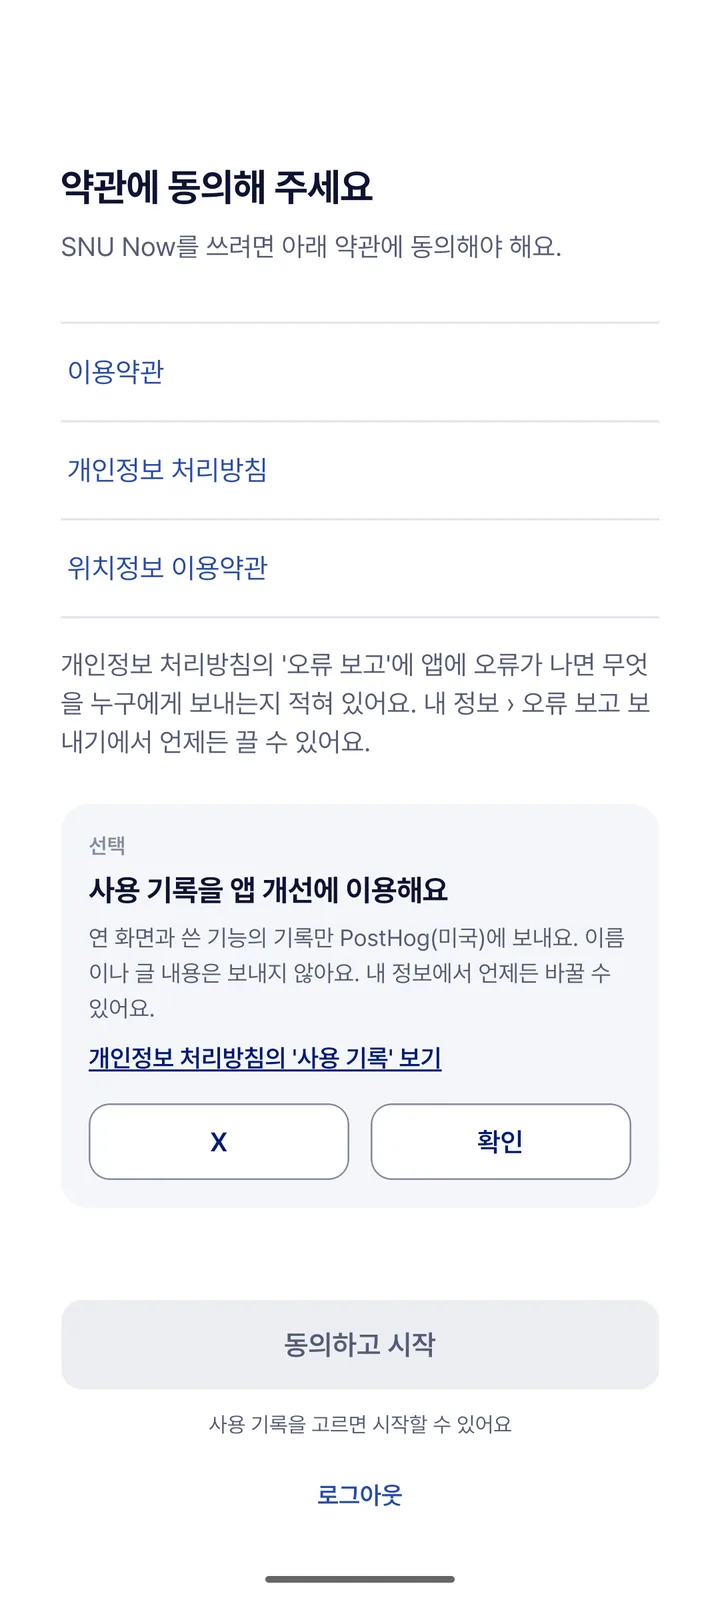 약관에 동의해 주세요
SNU Now를 쓰려면 아래 약관에 동의해야 해요.
이용약관
개인정보 처리방침
위치정보 이용약관
개인정보 처리방침의 '오류 보고'에 앱에 오류가 나면 무엇
을 누구에게 보내는지 적혀 있어요. 내 정보 › 오류 보고 보
내기에서 언제든 끌 수 있어요.
선택
사용 기록을 앱 개선에 이용해요
연 화면과 쓴 기능의 기록만 PostHog(미국)에 보내요. 이름
이나 글 내용은 보내지 않아요. 내 정보에서 언제든 바꿀 수
있어요.
개인정보 처리방침의 '사용 기록' 보기
X
확인
동의하고 시작
사용 기록을 고르면 시작할 수 있어요
로그아웃